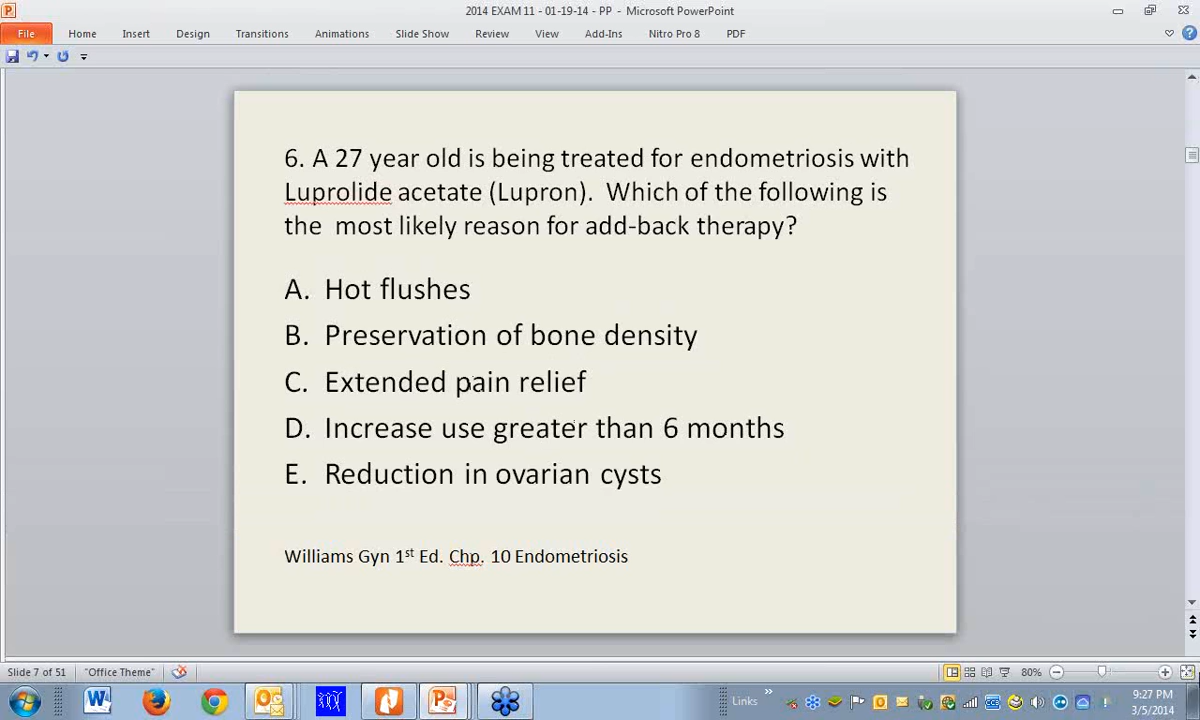 2014 EXAM 11 - 01-19-14 - PP - Microsoft PowerPoint
File Home Insert Design Transitions Animations Slide Show Review View Add-Ins Nitro Pro 8 PDF
6. A 27 year old is being treated for endometriosis with
Luprolide acetate (Lupron). Which of the following is
the most likely reason for add-back therapy?
A. Hot flushes
B. Preservation of bone density
C. Extended pain relief
D. Increase use greater than 6 months
E. Reduction in ovarian cysts
Williams Gyn 1st Ed. Chp. 10 Endometriosis
Slide 7 of 51 "Office Theme" 80%
Links » 9:27 PM
3/5/2014